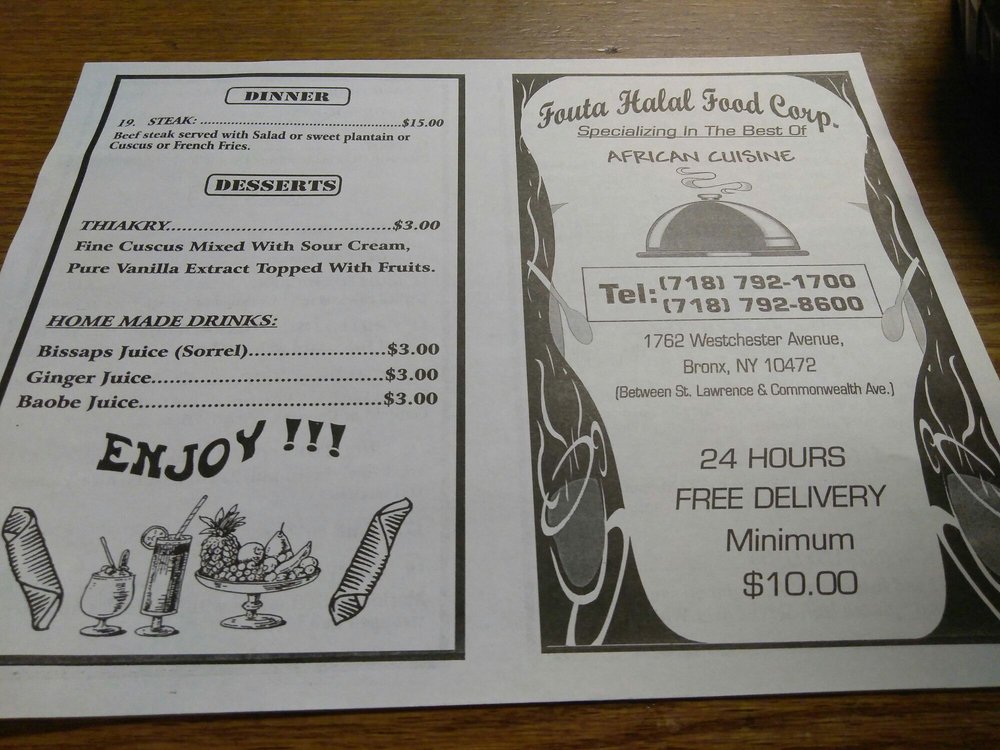 DINNER
19. STEAK: ..........................................$15.00
Beef steak served with Salad or sweet plantain or
Cuscus or French Fries.
DESSERTS
THIAKRY.................................$3.00
Fine Cuscus Mixed With Sour Cream,
Pure Vanilla Extract Topped With Fruits.
HOME MADE DRINKS:
Bissaps Juice (Sorrel)....................$3.00
Ginger Juice..................................$3.00
Baobe Juice...................................$3.00
ENJOY !!!
Fouta Halal Food Corp.
Specializing In The Best Of
AFRICAN CUISINE
Tel: (718) 792-1700
(718) 792-8600
1762 Westchester Avenue,
Bronx, NY 10472
(Between St. Lawrence & Commonwealth Ave.)
24 HOURS
FREE DELIVERY
Minimum
$10.00